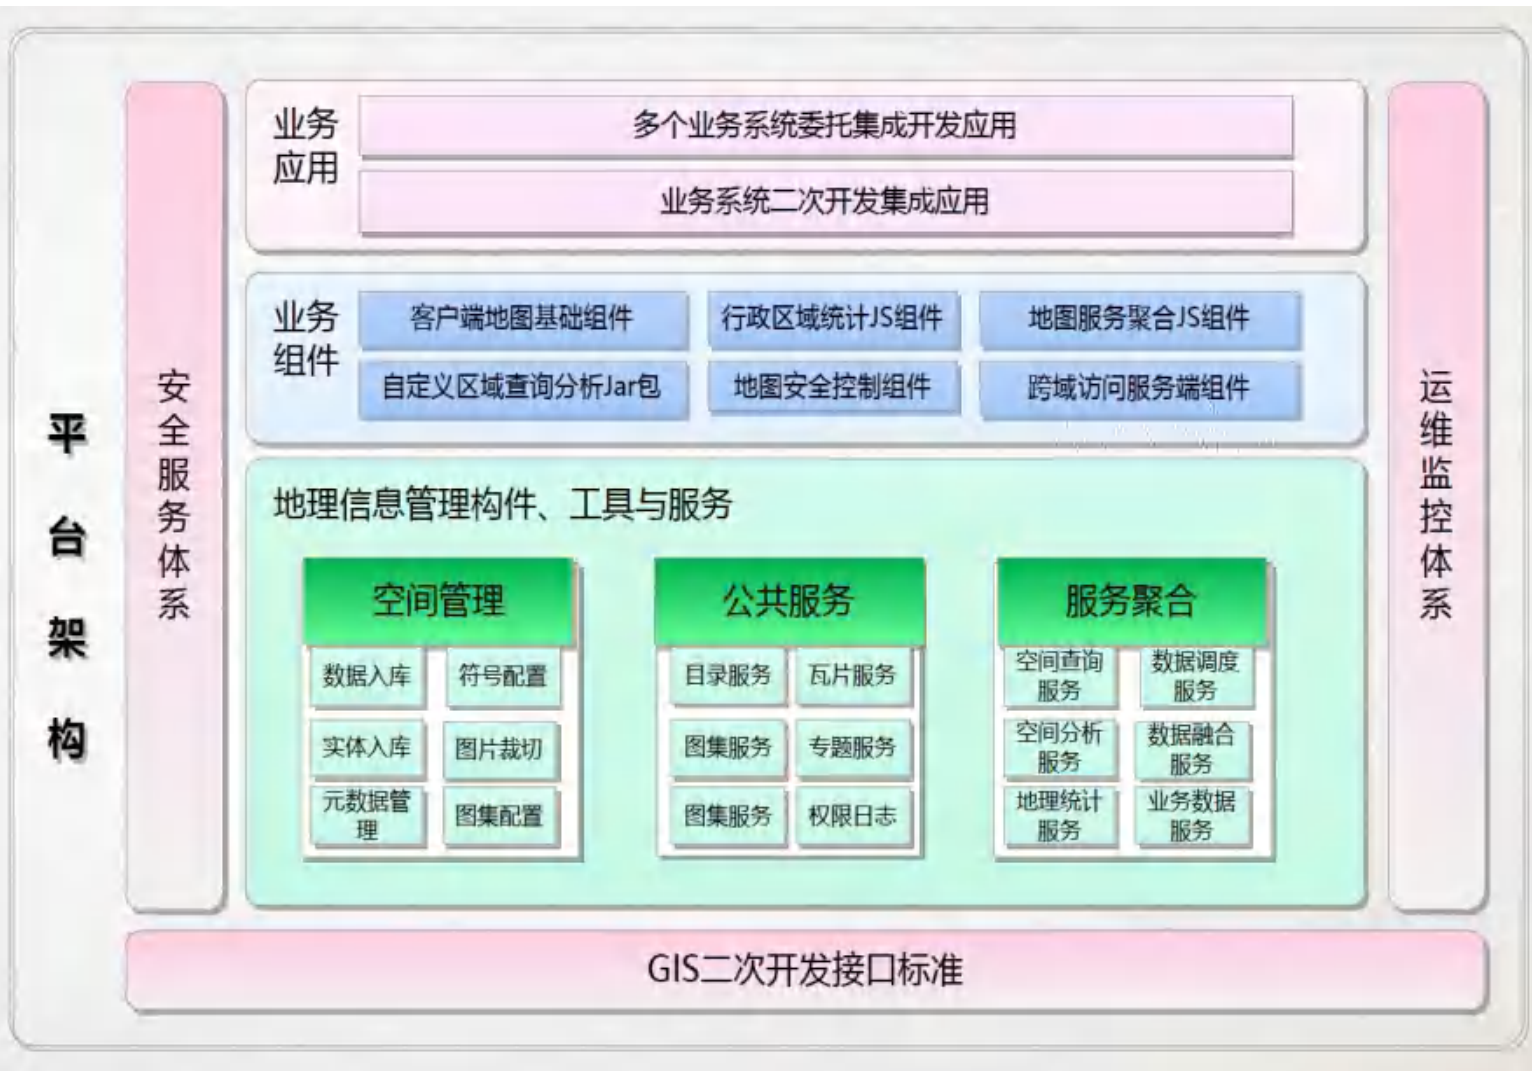 平台架构
安全服务体系
业务
应用
多个业务系统委托集成开发应用
业务系统二次开发集成应用
业务
组件
客户端地图基础组件
行政区域统计JS组件
地图服务聚合JS组件
自定义区域查询分析Jar包
地图安全控制组件
跨域访问服务端组件
地理信息管理构件、工具与服务
空间管理
数据入库
符号配置
实体入库
图片裁切
元数据管
理
图集配置
公共服务
目录服务
瓦片服务
图集服务
专题服务
图集服务
权限日志
服务聚合
空间查询
服务
数据调度
服务
空间分析
服务
数据融合
服务
地理统计
服务
业务数据
服务
运维监控体系
GIS二次开发接口标准